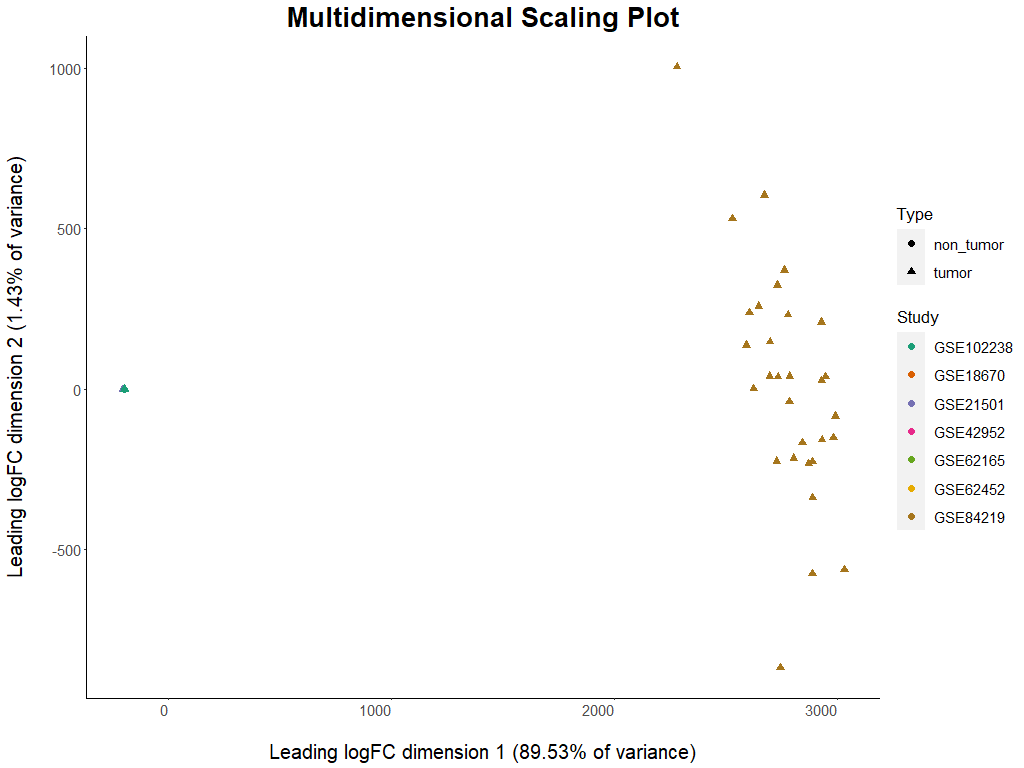 Multidimensional Scaling Plot
Leading logFC dimension 2 (1.43% of variance)
1000
500
0
-500
0
1000
2000
3000
Leading logFC dimension 1 (89.53% of variance)
Type
non_tumor
tumor
Study
GSE102238
GSE18670
GSE21501
GSE42952
GSE62165
GSE62452
GSE84219